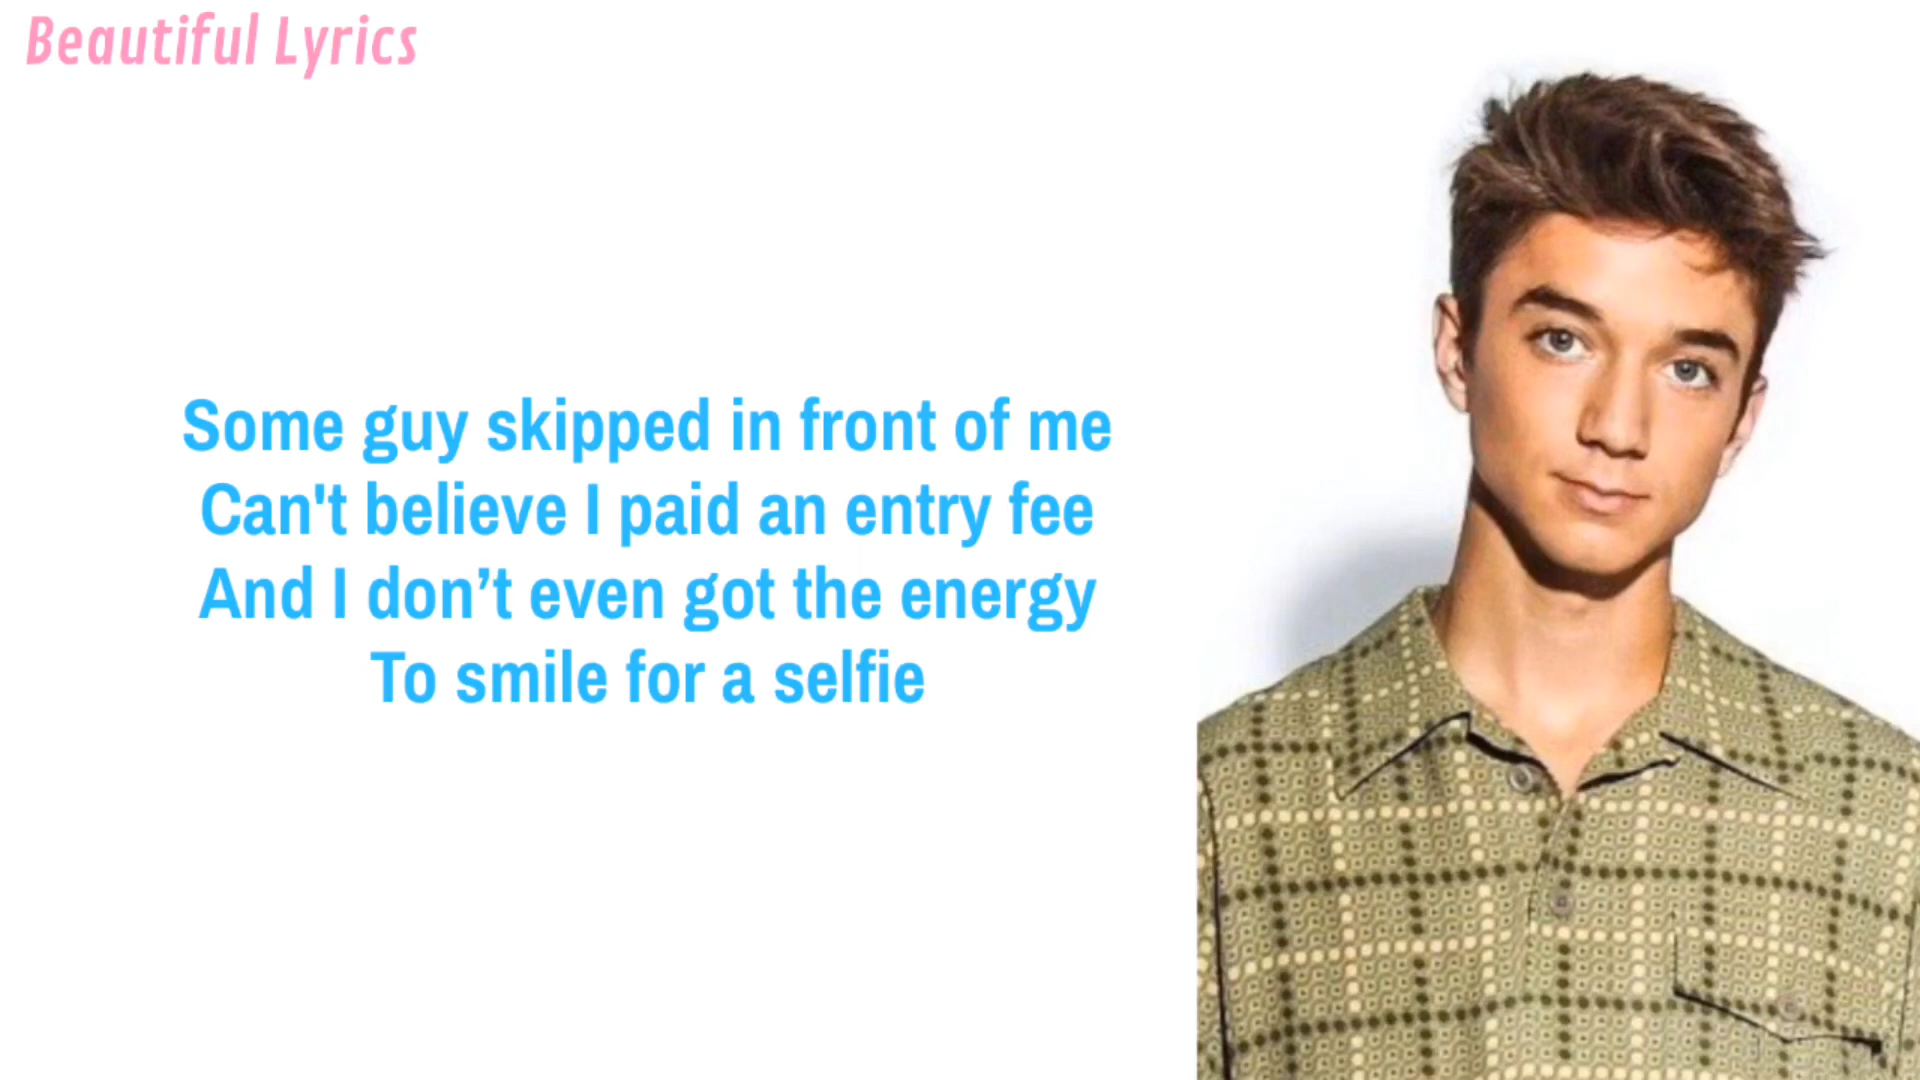 Beautiful Lyrics
Some guy skipped in front of me
Can't believe I paid an entry fee
And I don’t even got the energy
To smile for a selfie